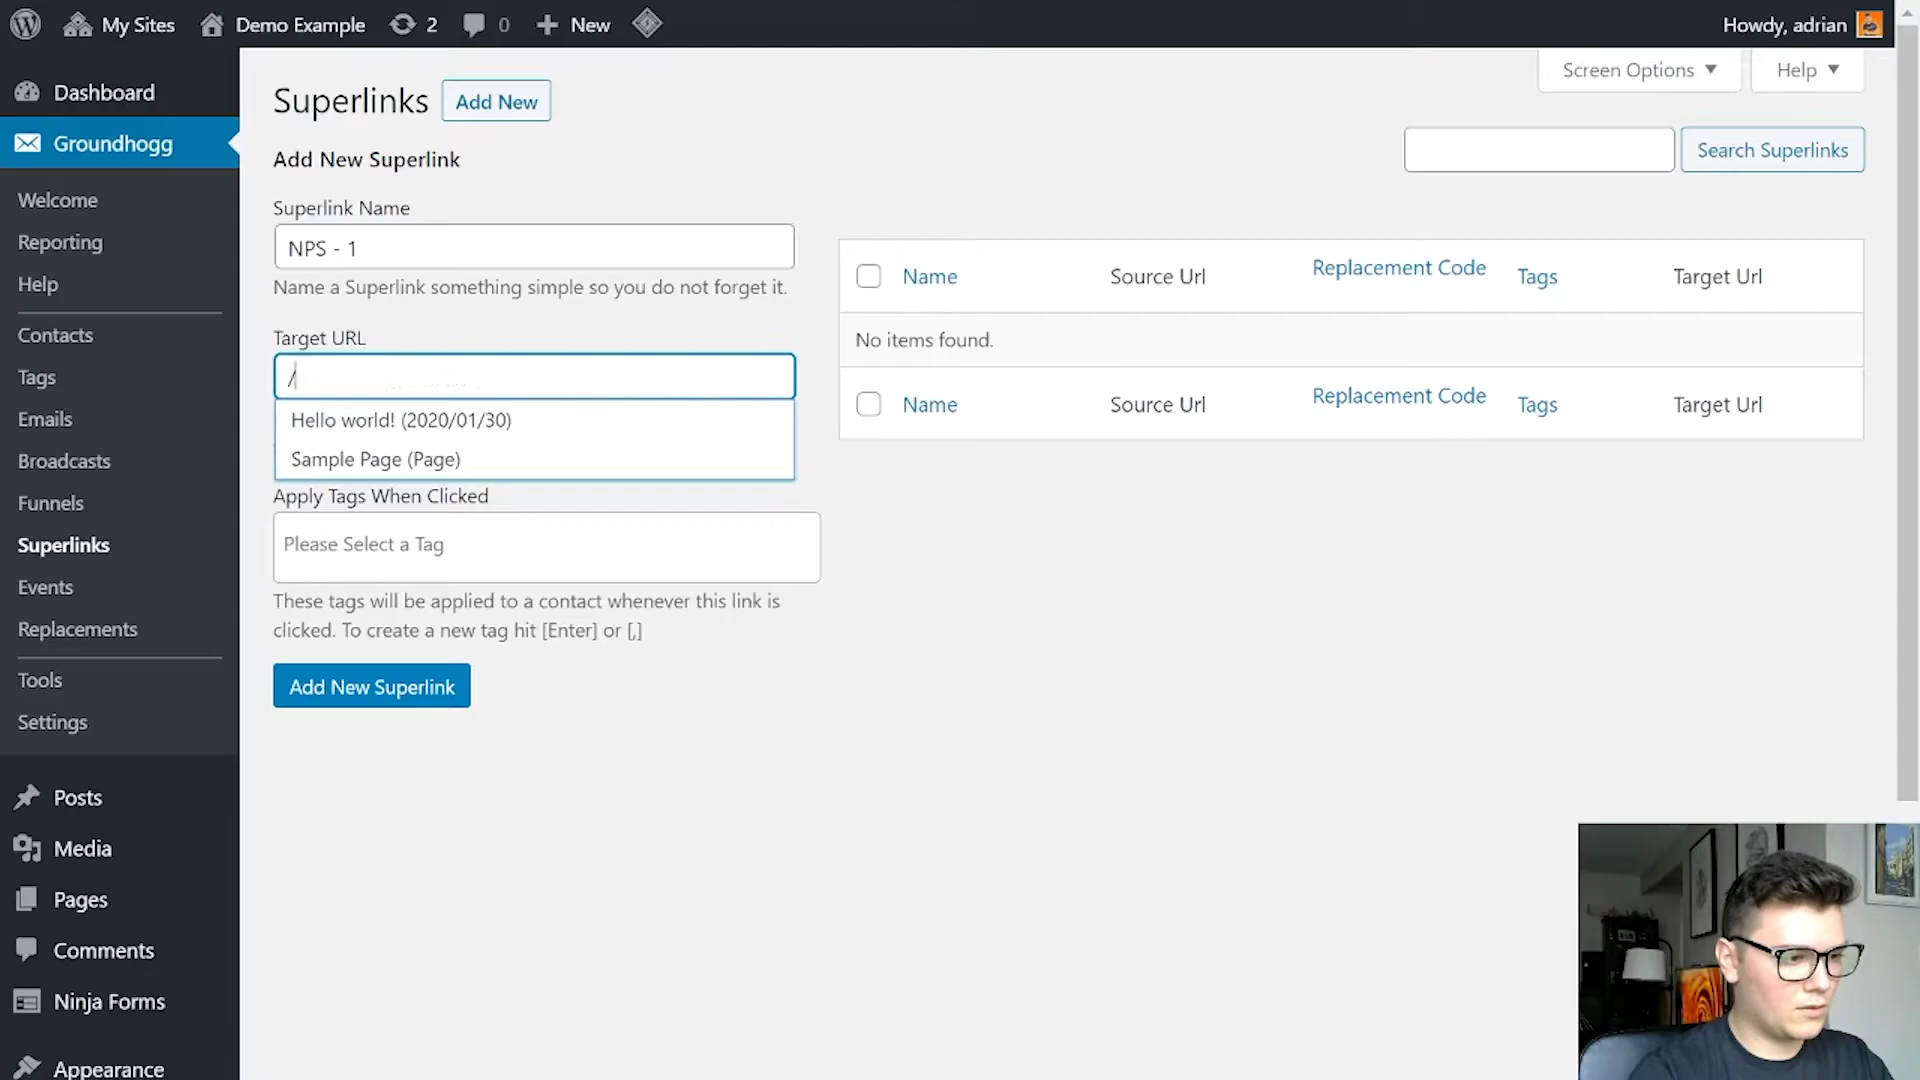 My Sites
Demo Example
2
0
New
Howdy, adrian
Dashboard
Groundhogg
Welcome
Reporting
Help
Contacts
Tags
Emails
Broadcasts
Funnels
Superlinks
Events
Replacements
Tools
Settings
Posts
Media
Pages
Comments
Ninja Forms
Appearance
Screen Options
Help
Superlinks
Add New
Search Superlinks
Add New Superlink
Superlink Name
NPS - 1
Name a Superlink something simple so you do not forget it.
Target URL
/
Hello world! (2020/01/30)
Sample Page (Page)
Apply Tags When Clicked
Please Select a Tag
These tags will be applied to a contact whenever this link is
clicked. To create a new tag hit [Enter] or [,]
Add New Superlink
Name Source Url Replacement Code Tags Target Url
No items found.
Name Source Url Replacement Code Tags Target Url